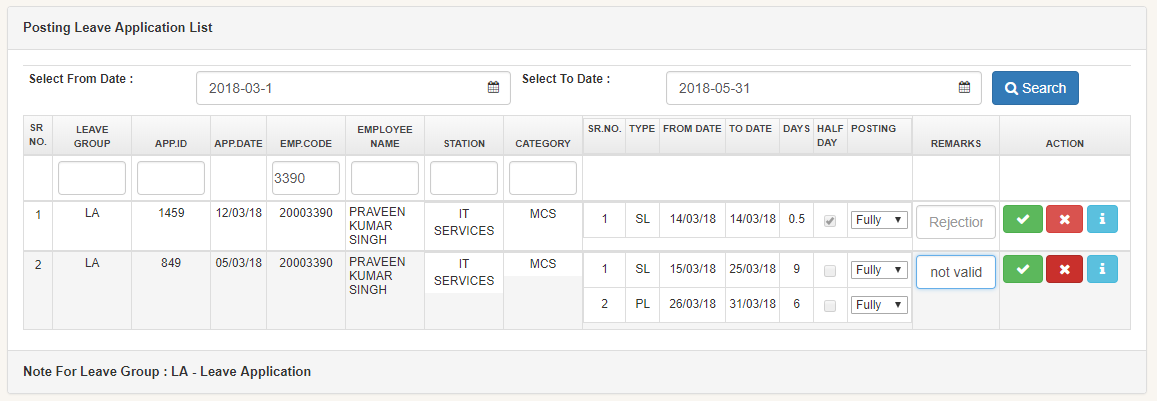 Posting Leave Application List
Select From Date : 2018-03-1 Select To Date : 2018-05-31 Search
SR NO. LEAVE GROUP APP.ID APP.DATE EMP.CODE EMPLOYEE NAME STATION CATEGORY SR.NO. TYPE FROM DATE TO DATE DAYS HALF DAY POSTING REMARKS ACTION
3390
1 LA 1459 12/03/18 20003390 PRAVEEN KUMAR SINGH IT SERVICES MCS 1 SL 14/03/18 14/03/18 0.5 Fully Rejection
2 LA 849 05/03/18 20003390 PRAVEEN KUMAR SINGH IT SERVICES MCS 1 SL 15/03/18 25/03/18 9 Fully not valid
2 PL 26/03/18 31/03/18 6 Fully
Note For Leave Group : LA - Leave Application